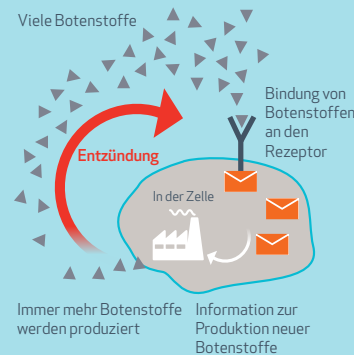 Viele Botenstoffe
Bindung von
Botenstoffen
an den
Rezeptor
Entzündung
In der Zelle
Immer mehr Botenstoffe
werden produziert
Information zur
Produktion neuer
Botenstoffe